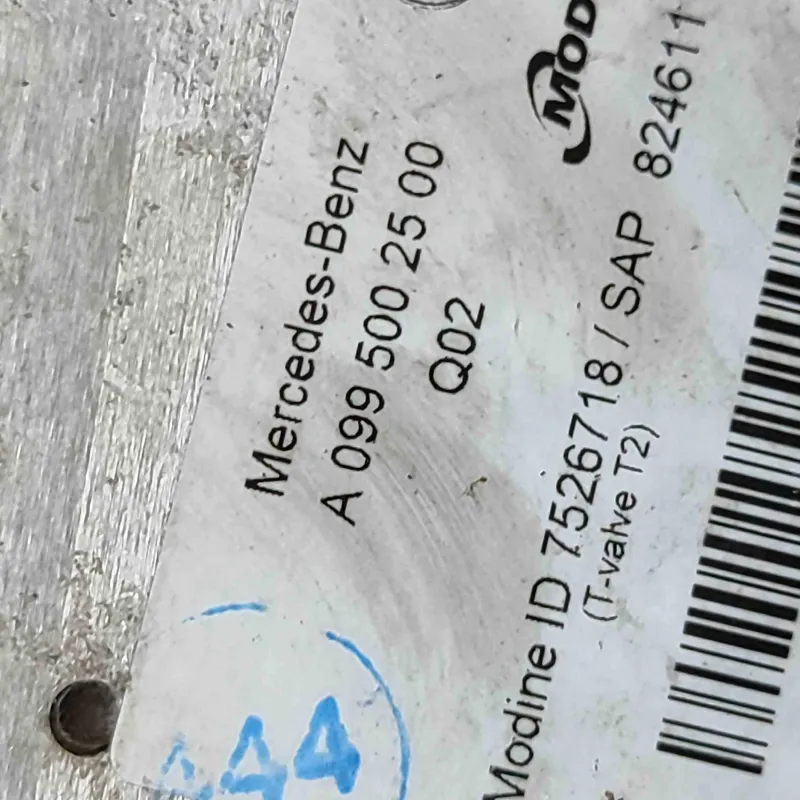 Mercedes-Benz
A 099 500 25 00
Q02
MOD
Modine ID 7526718 / SAP 824611
(T-valve T2)
44